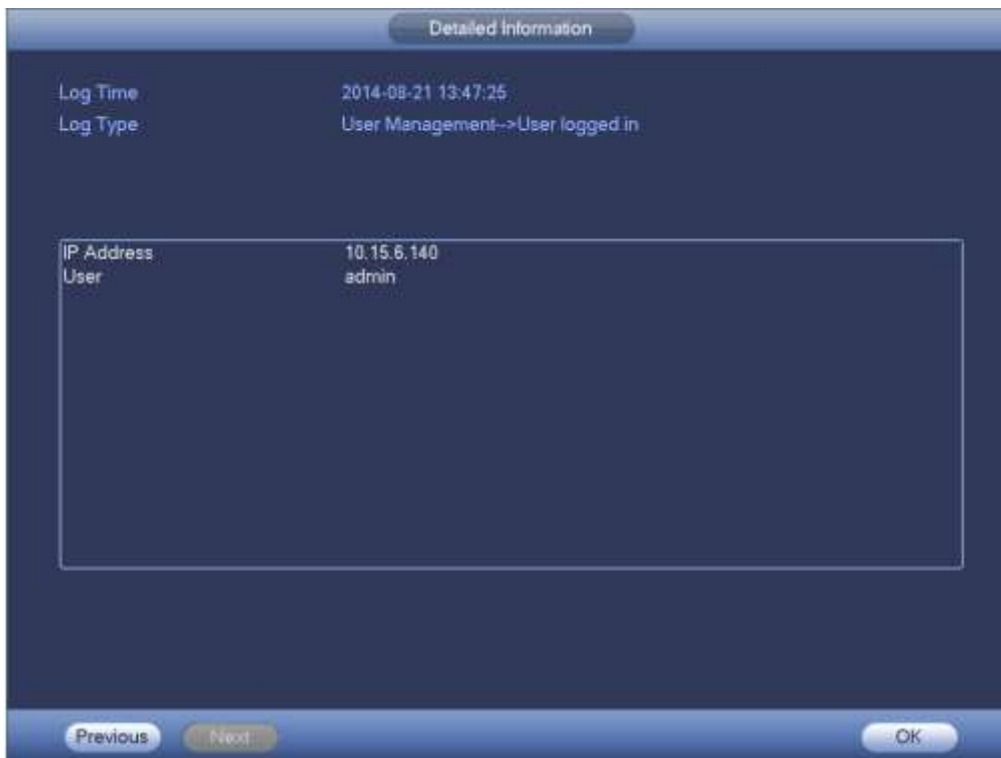 Detailed Information
Log Time 2014-08-21 13:47:25
Log Type User Management-->User logged in
IP Address 10.15.6.140
User admin
Previous Next OK